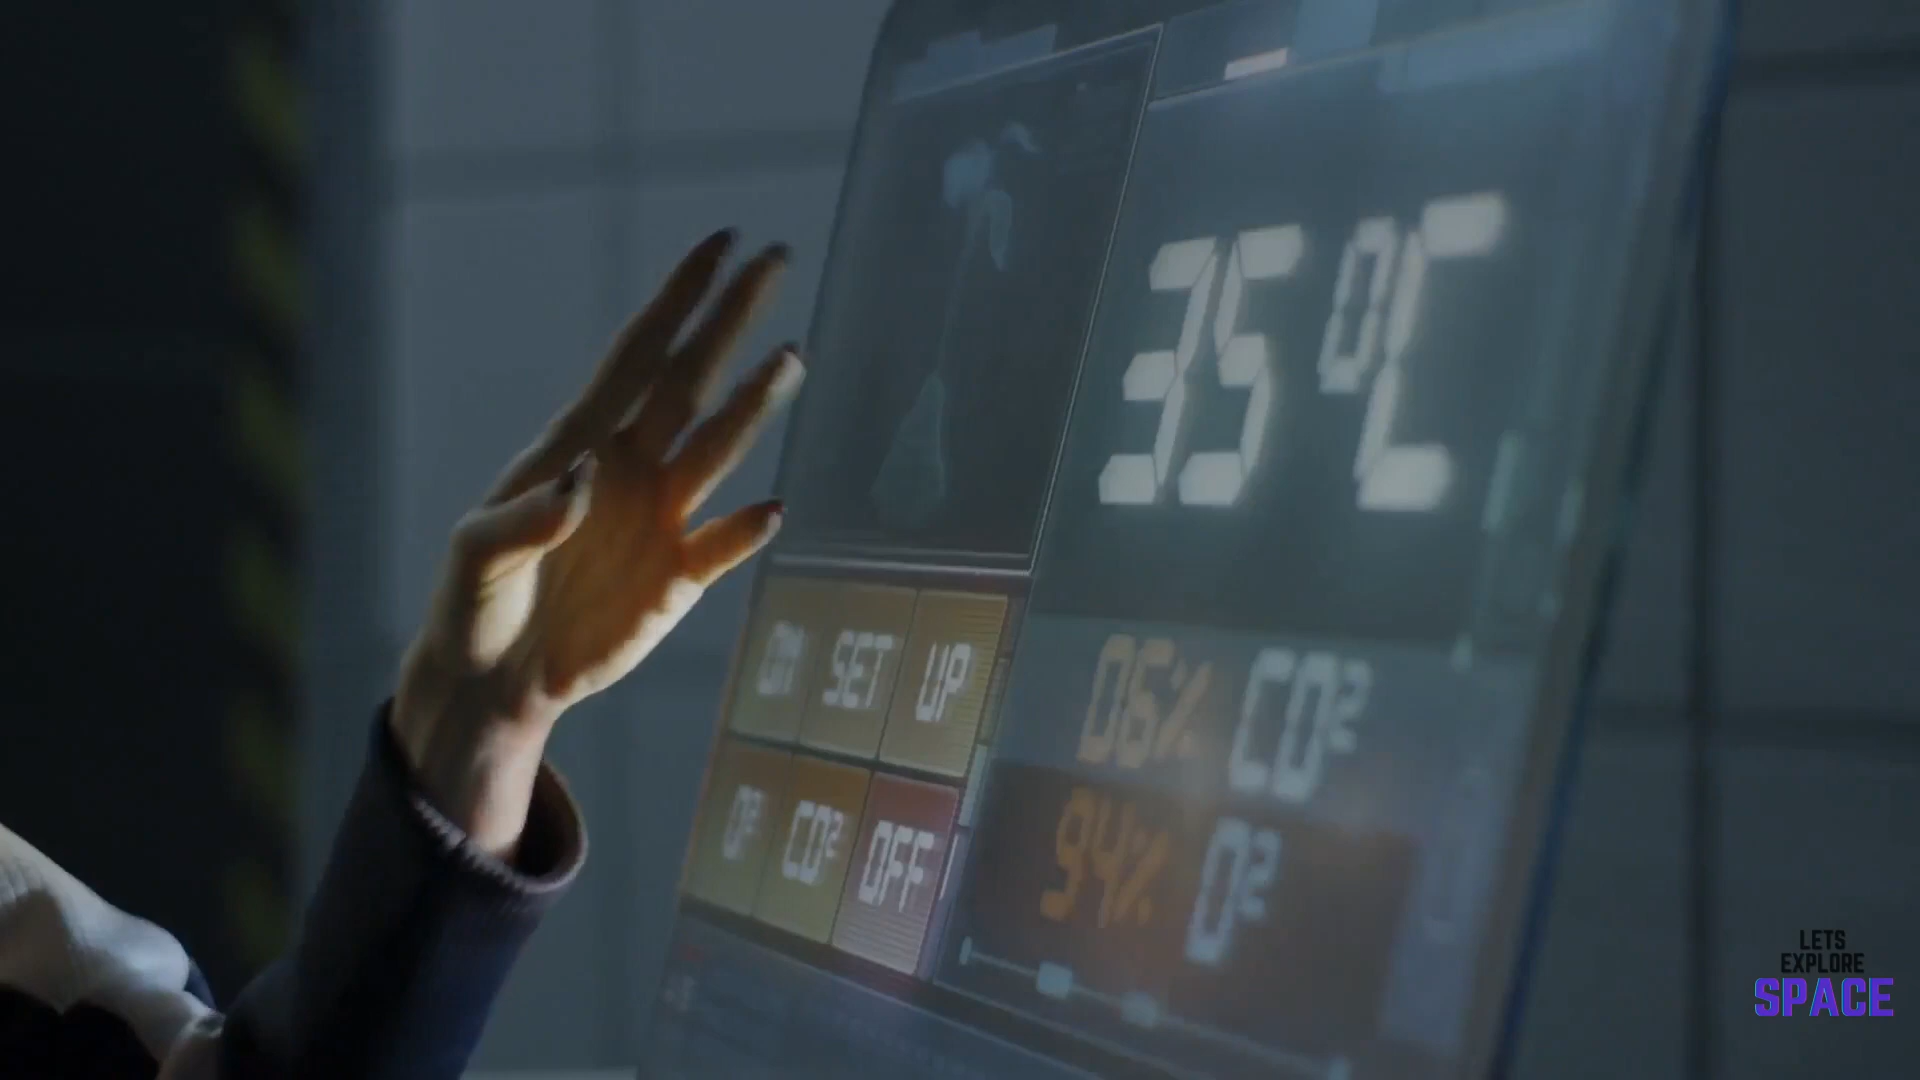 35°C
ON SET UP
O² CO² OFF
06% CO²
94% O²
LETS
EXPLORE
SPACE